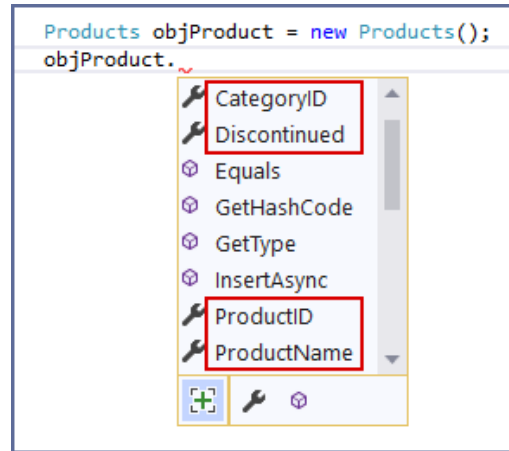 Products objProduct = new Products();
objProduct.
CategoryID
Discontinued
Equals
GetHashCode
GetType
InsertAsync
ProductID
ProductName